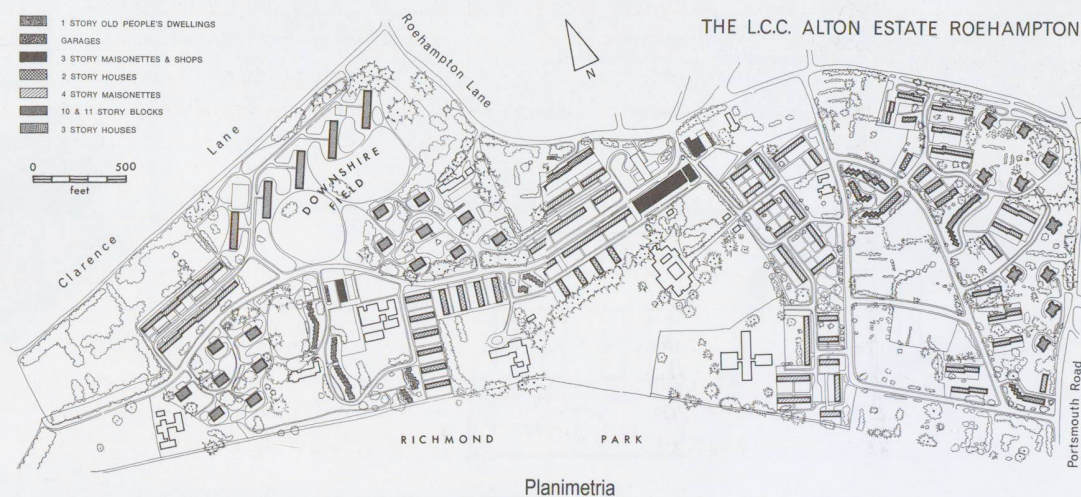 THE L.C.C. ALTON ESTATE ROEHAMPTON
1 STORY OLD PEOPLE'S DWELLINGS
GARAGES
3 STORY MAISONETTES & SHOPS
2 STORY HOUSES
4 STORY MAISONETTES
10 & 11 STORY BLOCKS
3 STORY HOUSES
0 500
feet
N
Roehampton Lane
Clarence Lane
DOWNSHIRE
FIELD
Portsmouth Road
RICHMOND PARK
Planimetria